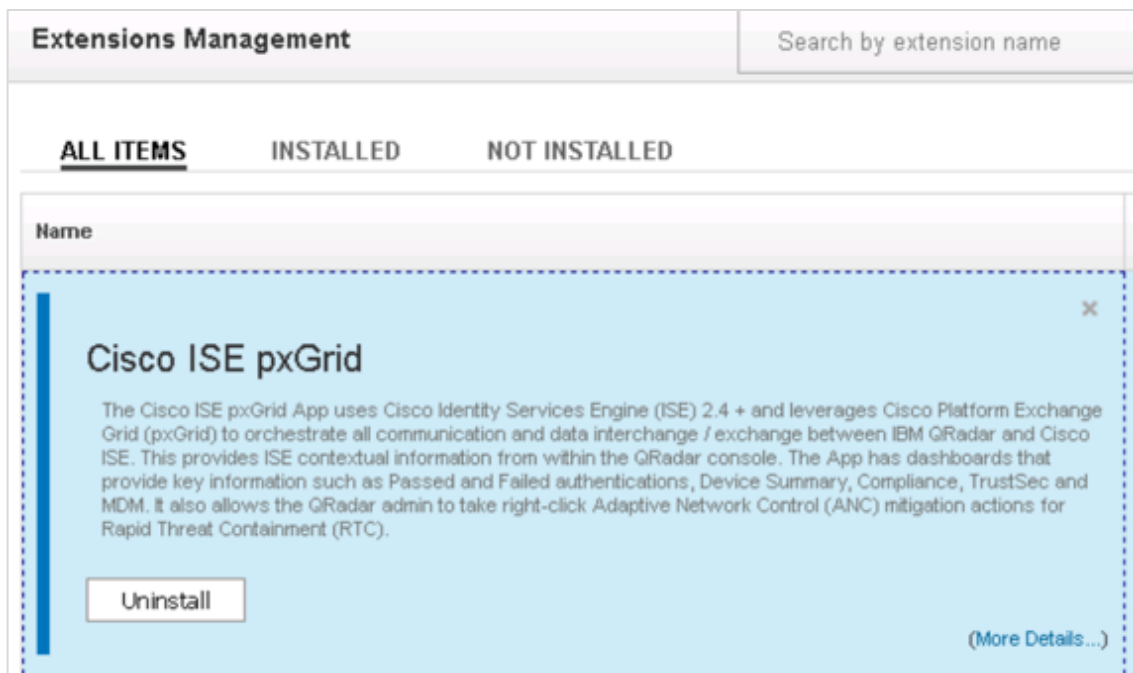 Extensions Management
Search by extension name
ALL ITEMS INSTALLED NOT INSTALLED
Name
×
Cisco ISE pxGrid
The Cisco ISE pxGrid App uses Cisco Identity Services Engine (ISE) 2.4 + and leverages Cisco Platform Exchange
Grid (pxGrid) to orchestrate all communication and data interchange / exchange between IBM QRadar and Cisco
ISE. This provides ISE contextual information from within the QRadar console. The App has dashboards that
provide key information such as Passed and Failed authentications, Device Summary, Compliance, TrustSec and
MDM. It also allows the QRadar admin to take right-click Adaptive Network Control (ANC) mitigation actions for
Rapid Threat Containment (RTC).
Uninstall
(More Details...)